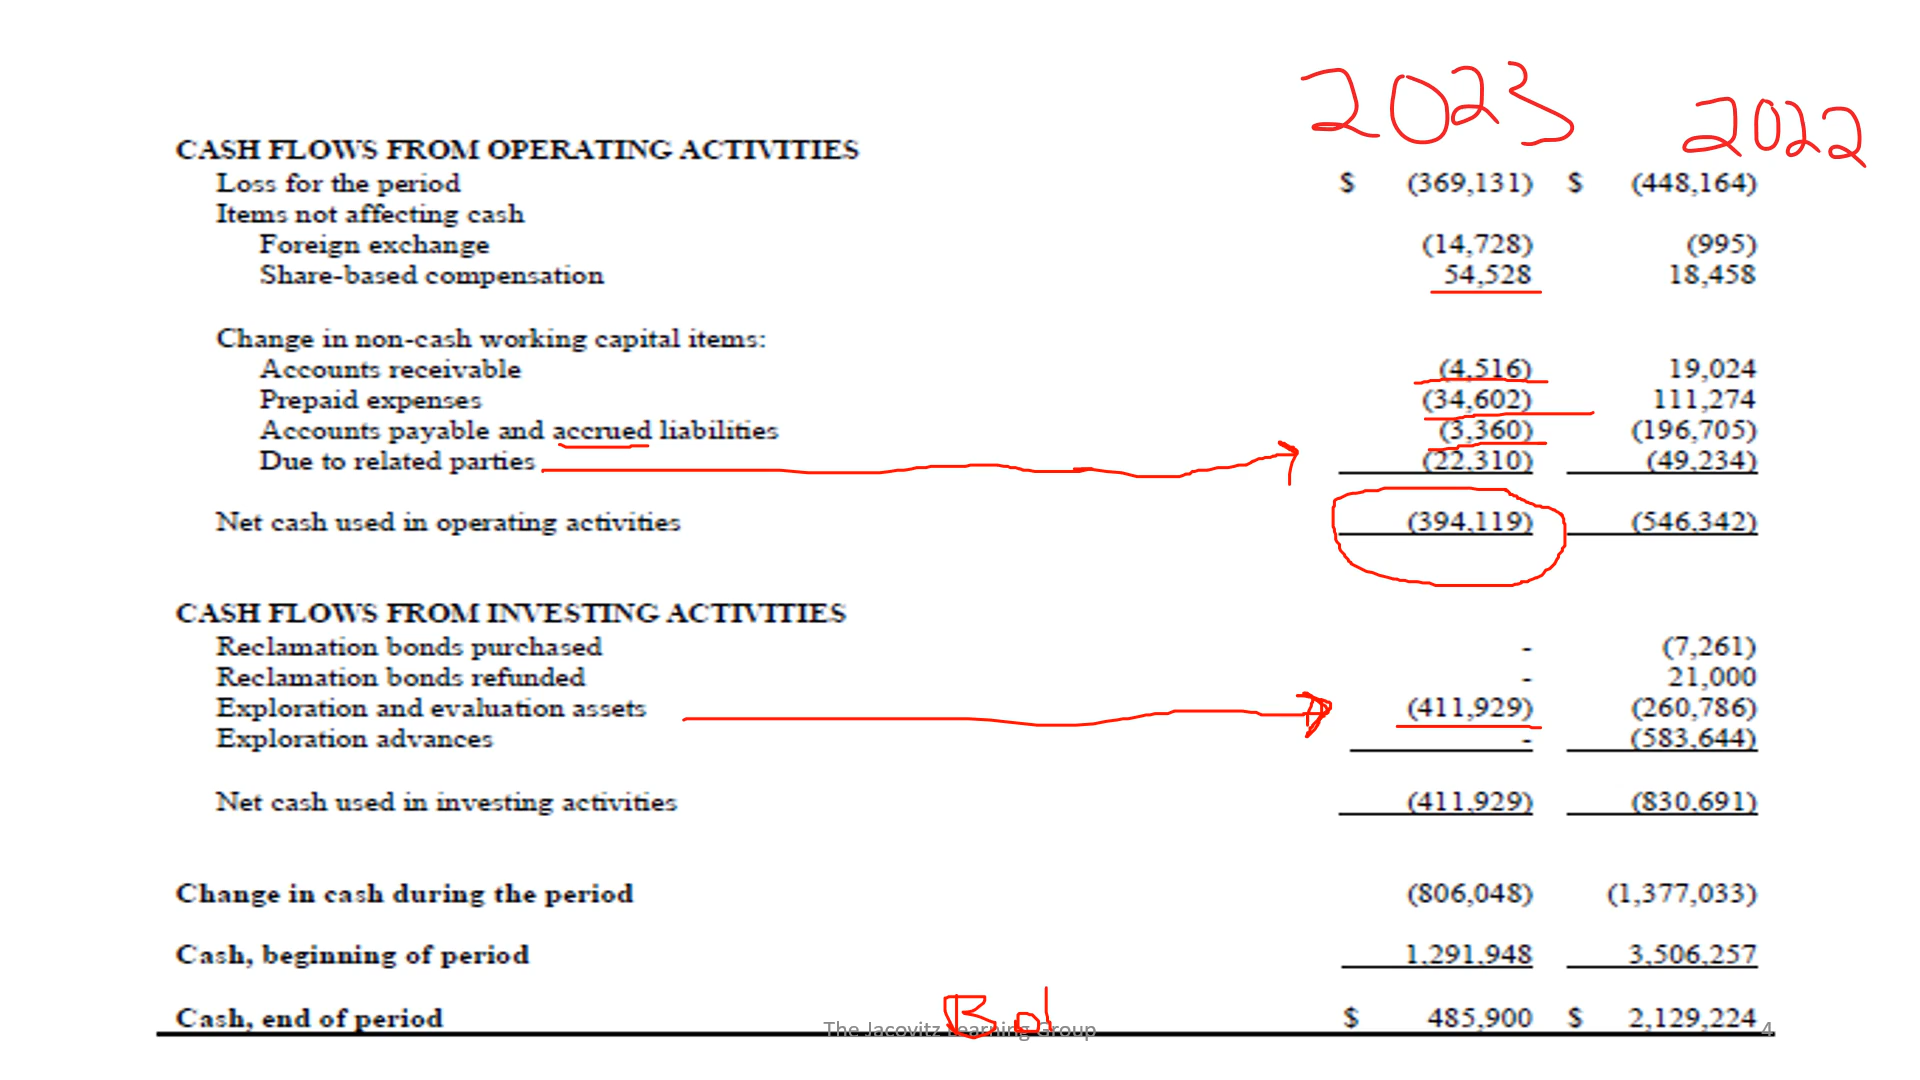 2023 2022
CASH FLOWS FROM OPERATING ACTIVITIES
Loss for the period $ (369,131) $ (448,164)
Items not affecting cash
Foreign exchange (14,728) (995)
Share-based compensation 54,528 18,458
Change in non-cash working capital items:
Accounts receivable (4,516) 19,024
Prepaid expenses (34,602) 111,274
Accounts payable and accrued liabilities (3,360) (196,705)
Due to related parties (22,310) (49,234)
Net cash used in operating activities (394,119) (546,342)
CASH FLOWS FROM INVESTING ACTIVITIES
Reclamation bonds purchased - (7,261)
Reclamation bonds refunded - 21,000
Exploration and evaluation assets (411,929) (260,786)
Exploration advances - (583,644)
Net cash used in investing activities (411,929) (830,691)
Change in cash during the period (806,048) (1,377,033)
Cash, beginning of period 1,291,948 3,506,257
Cash, end of period $ 485,900 $ 2,129,224
The Jacovitz Learning Group 4